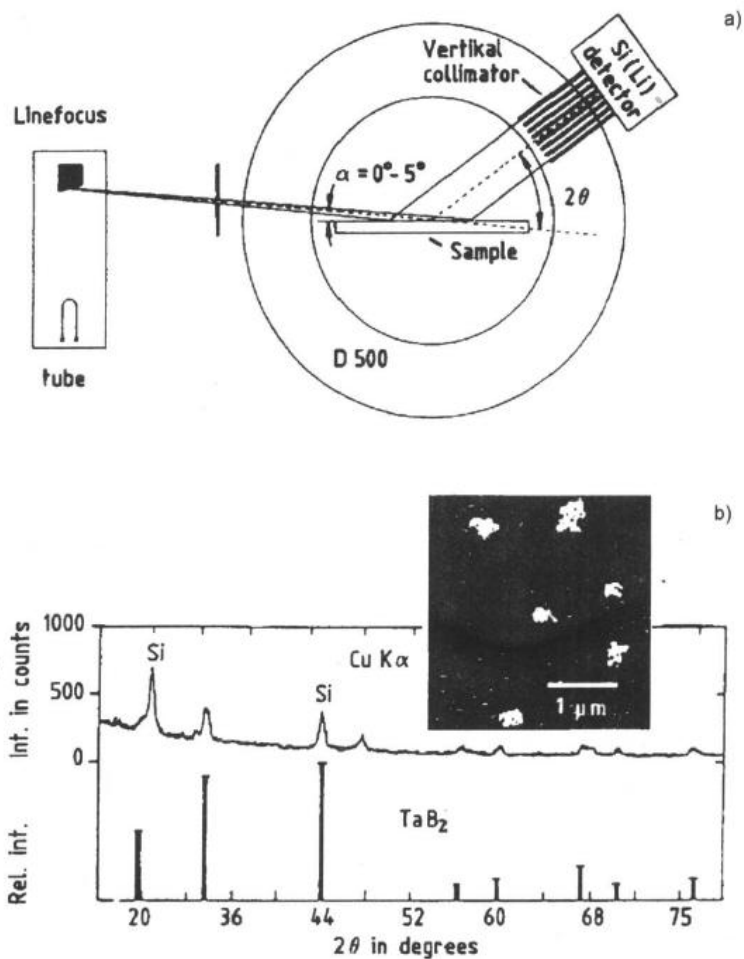 a)
Vertikal
collimator
Si(Li)
detector
Linefocus
α = 0°- 5°
2θ
Sample
D 500
tube
b)
1000
Si
Cu Kα
500
Si
1 μm
0
Int. in counts
TaB₂
Rel. int.
20 36 44 52 60 68 75
2θ in degrees